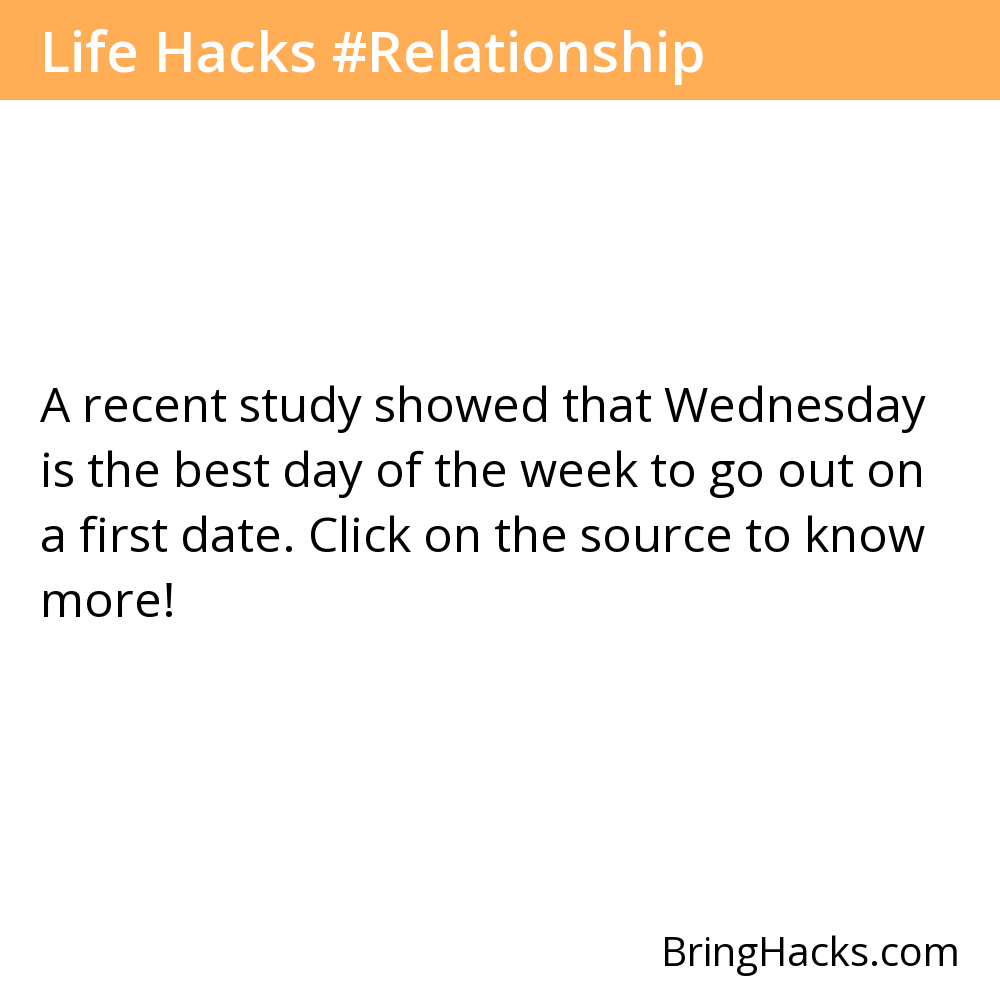 Life Hacks #Relationship
A recent study showed that Wednesday
is the best day of the week to go out on
a first date. Click on the source to know
more!
BringHacks.com